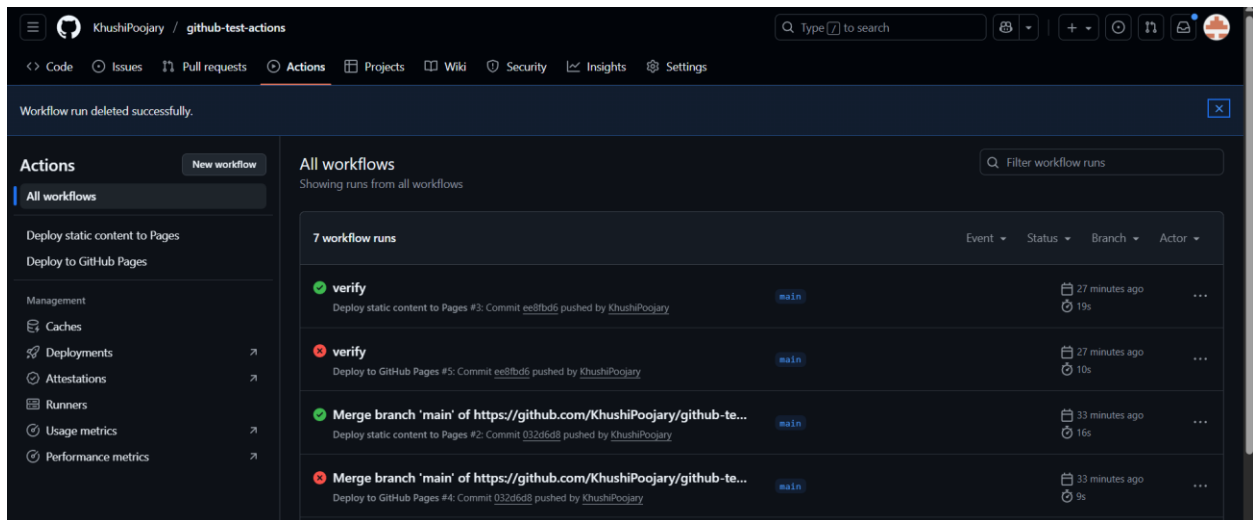 KhushiPoojary / github-test-actions
Type / to search
<> Code Issues Pull requests Actions Projects Wiki Security Insights Settings
Workflow run deleted successfully.
Actions
New workflow
All workflows
Deploy static content to Pages
Deploy to GitHub Pages
Management
Caches
Deployments
Attestations
Runners
Usage metrics
Performance metrics
All workflows
Showing runs from all workflows
Filter workflow runs
7 workflow runs
Event Status Branch Actor
verify
Deploy static content to Pages #3: Commit ee8fbd6 pushed by KhushiPoojary
main
27 minutes ago
19s
verify
Deploy to GitHub Pages #5: Commit ee8fbd6 pushed by KhushiPoojary
main
27 minutes ago
10s
Merge branch 'main' of https://github.com/KhushiPoojary/github-te...
Deploy static content to Pages #2: Commit 032d6d8 pushed by KhushiPoojary
main
33 minutes ago
16s
Merge branch 'main' of https://github.com/KhushiPoojary/github-te...
Deploy to GitHub Pages #4: Commit 032d6d8 pushed by KhushiPoojary
main
33 minutes ago
9s